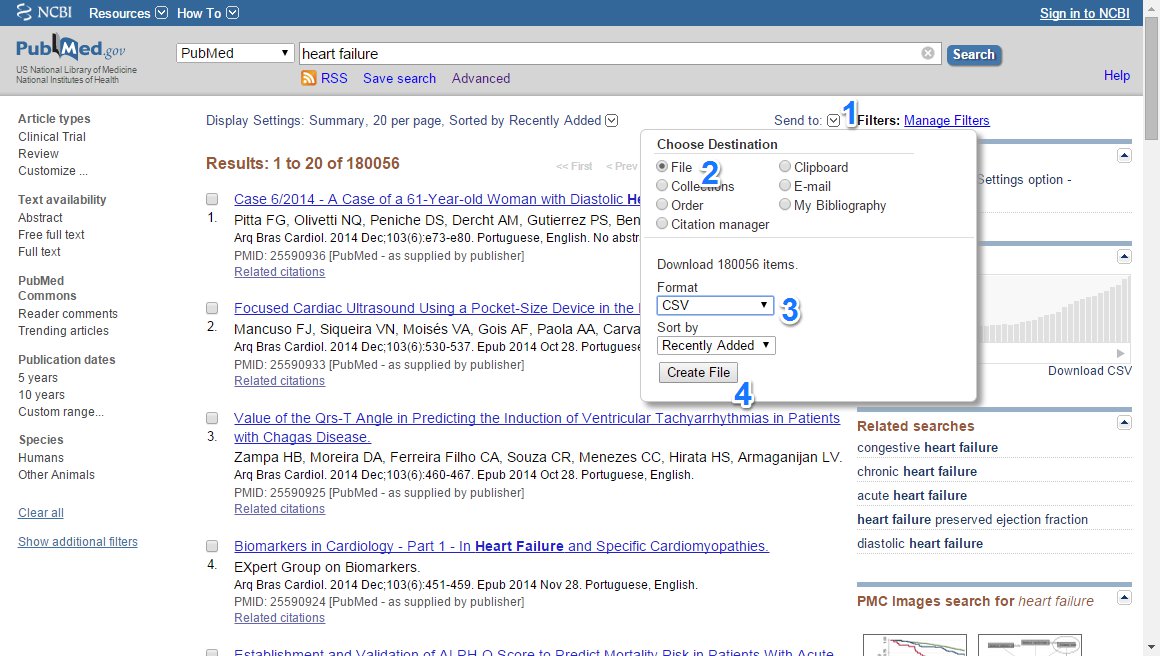 NCBI Resources How To Sign in to NCBI
PubMed.gov
US National Library of Medicine
National Institutes of Health
PubMed
heart failure
Search
RSS Save search Advanced
Help
Article types
Clinical Trial
Review
Customize ...
Text availability
Abstract
Free full text
Full text
PubMed
Commons
Reader comments
Trending articles
Publication dates
5 years
10 years
Custom range...
Species
Humans
Other Animals
Clear all
Show additional filters
Display Settings: Summary, 20 per page, Sorted by Recently Added
Send to: 1
Results: 1 to 20 of 180056
<< First < Prev
1.
Case 6/2014 - A Case of a 61-Year-old Woman with Diastolic He
Pitta FG, Olivetti NQ, Peniche DS, Dercht AM, Gutierrez PS, Ben
Arq Bras Cardiol. 2014 Dec;103(6):e73-e80. Portuguese, English. No abstra
PMID: 25590936 [PubMed - as supplied by publisher]
Related citations
2.
Focused Cardiac Ultrasound Using a Pocket-Size Device in the
Mancuso FJ, Siqueira VN, Moisés VA, Gois AF, Paola AA, Carva
Arq Bras Cardiol. 2014 Dec;103(6):530-537. Epub 2014 Oct 28. Portuguese
PMID: 25590933 [PubMed - as supplied by publisher]
Related citations
3.
Value of the Qrs-T Angle in Predicting the Induction of Ventricular Tachyarrhythmias in Patients
with Chagas Disease.
Zampa HB, Moreira DA, Ferreira Filho CA, Souza CR, Menezes CC, Hirata HS, Armaganijan LV.
Arq Bras Cardiol. 2014 Dec;103(6):460-467. Epub 2014 Oct 28. Portuguese, English.
PMID: 25590925 [PubMed - as supplied by publisher]
Related citations
4.
Biomarkers in Cardiology - Part 1 - In Heart Failure and Specific Cardiomyopathies.
EXpert Group on Biomarkers.
Arq Bras Cardiol. 2014 Dec;103(6):451-459. Epub 2014 Nov 28. Portuguese, English.
PMID: 25590924 [PubMed - as supplied by publisher]
Related citations
Establishment and Validation of ALPH-Q Score to Predict Mortality Risk in Patients With Acute
Choose Destination
File 2 Clipboard
Collections E-mail
Order My Bibliography
Citation manager
Download 180056 items.
Format
CSV 3
Sort by
Recently Added
Create File
4
Filters: Manage Filters
Settings option -
Download CSV
Related searches
congestive heart failure
chronic heart failure
acute heart failure
heart failure preserved ejection fraction
diastolic heart failure
PMC Images search for heart failure